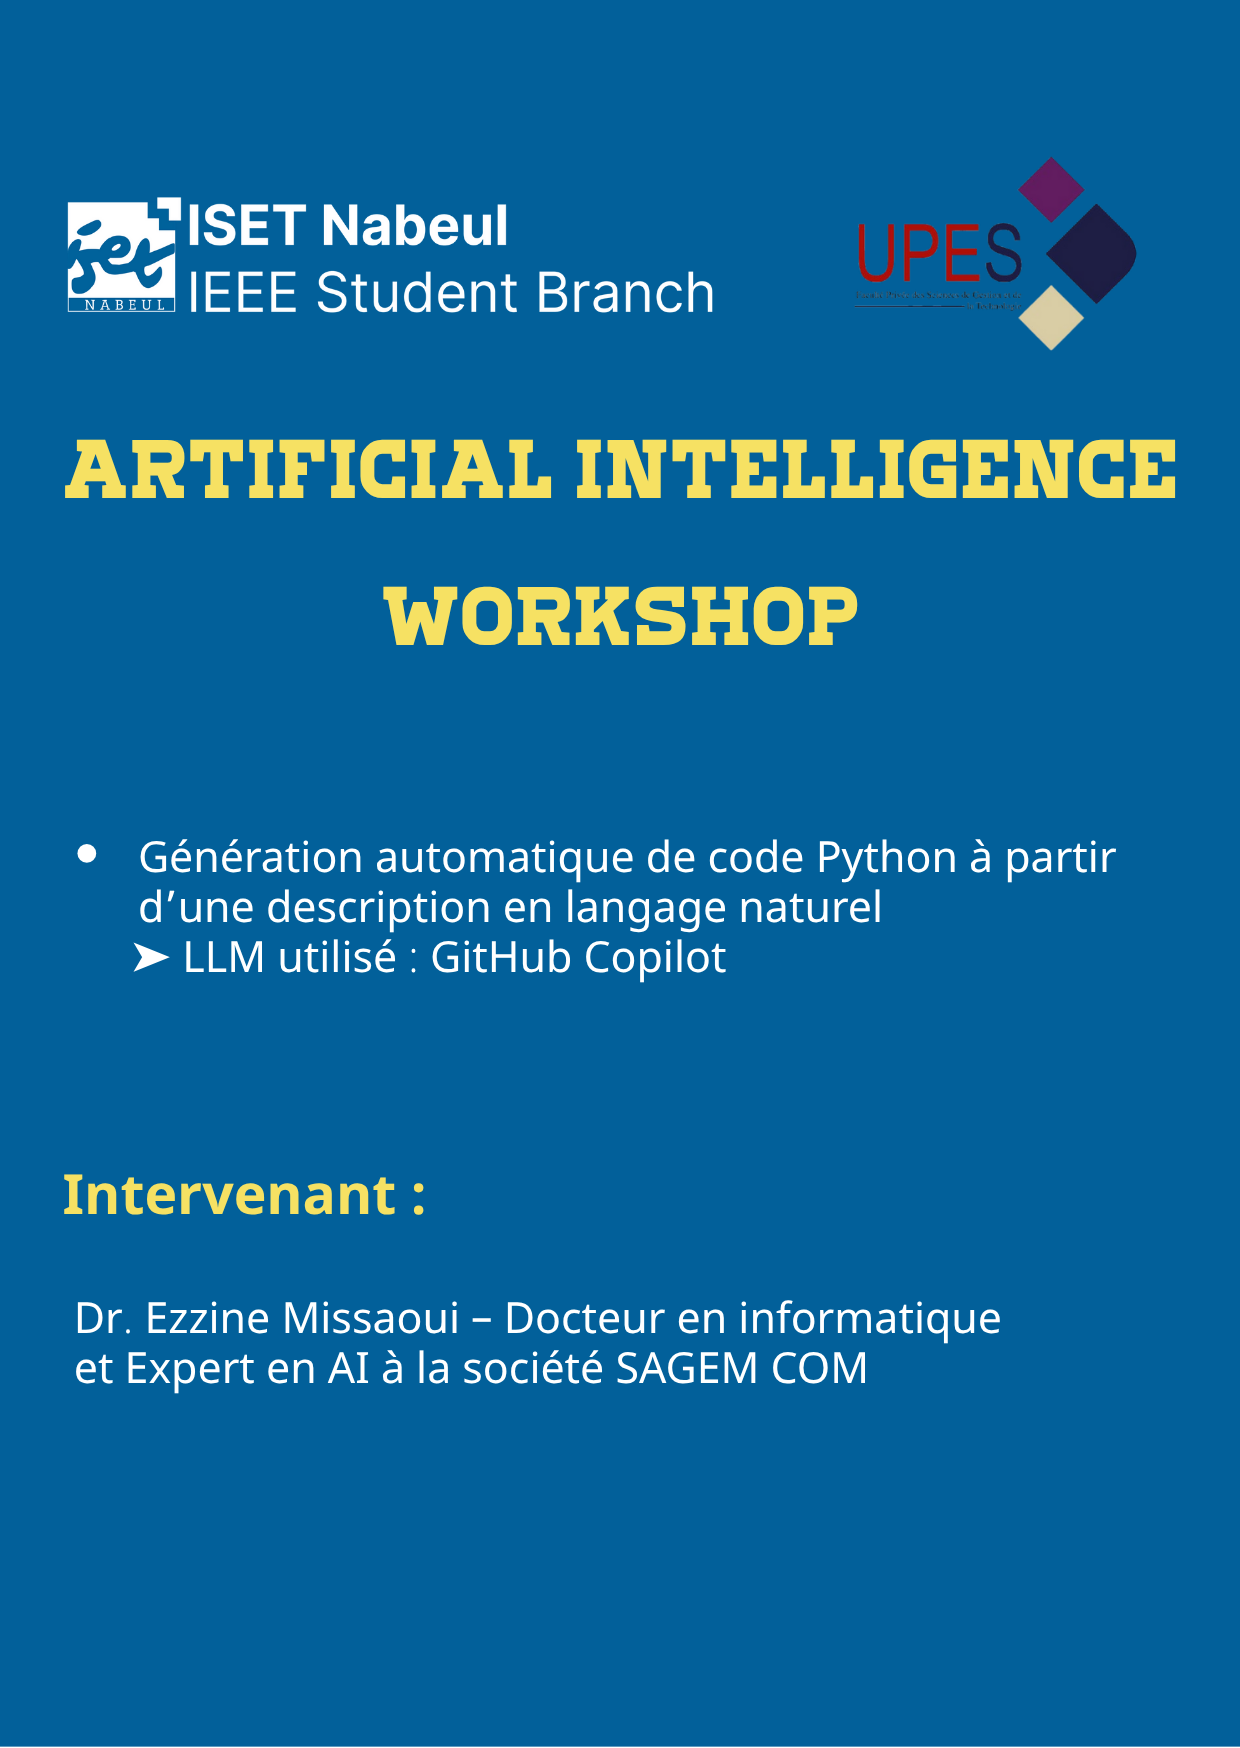 iset
NABEUL
ISET Nabeul
IEEE Student Branch
UPES
ARTIFICIAL INTELLIGENCE
WORKSHOP
• Génération automatique de code Python à partir
d’une description en langage naturel
➤ LLM utilisé : GitHub Copilot
Intervenant :
Dr. Ezzine Missaoui – Docteur en informatique
et Expert en AI à la société SAGEM COM